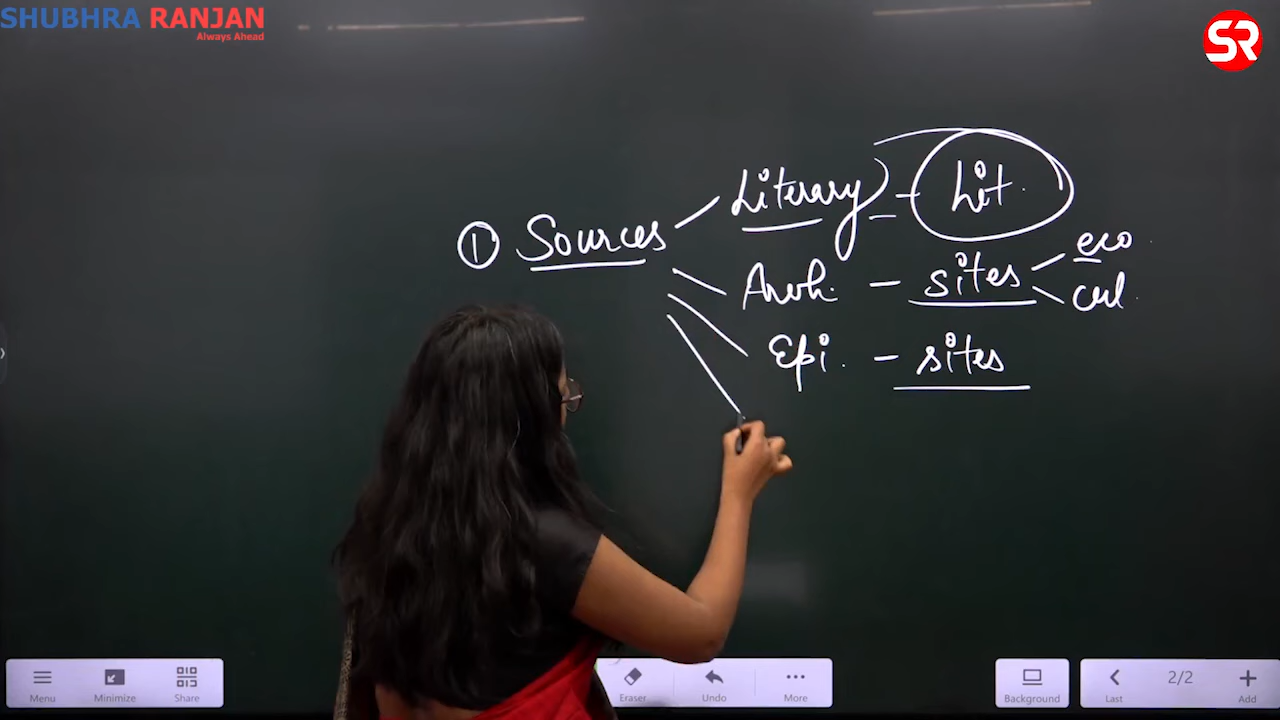 SHUBHRA RANJAN
Always Ahead
SR
① Sources
Literary - Lit.
Arch. - sites
eco
cul.
Epi. - sites
Menu
Minimize
Share
Eraser
Undo
More
Background
Last
2/2
Add